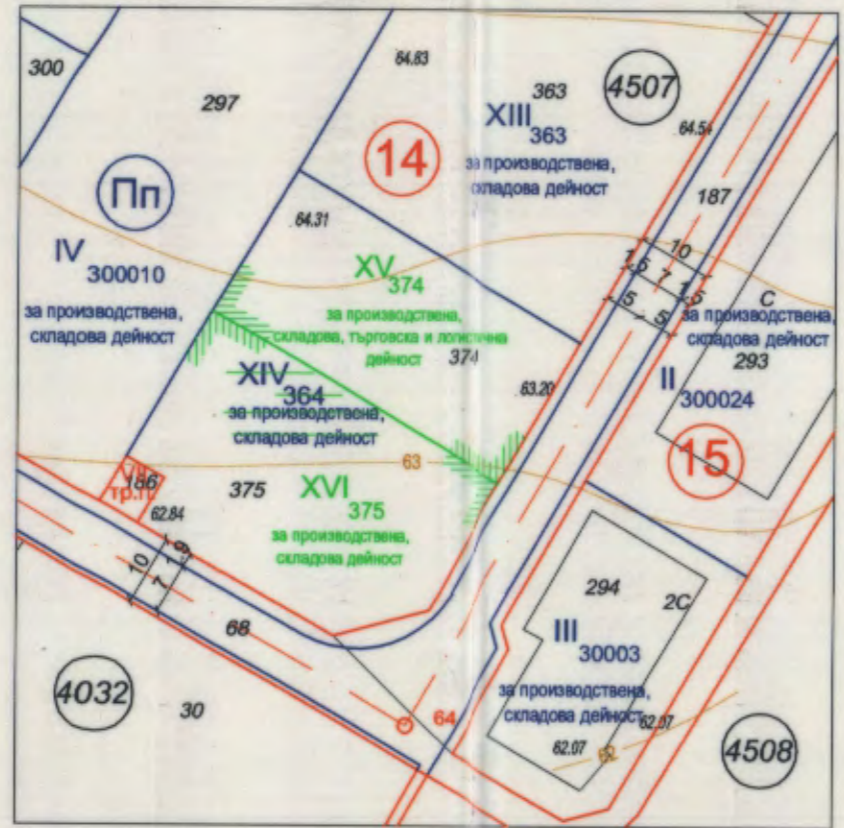 300
297
64.83
363
4507
XIII 363
64.54
14
за производствена,
складова дейност
Пп
187
64.31
IV 300010
за производствена,
складова дейност
XV 374
за производствена,
складова, търговска и логистична
дейност
374
10
1.5 7 1.5
5 5
С
за производствена,
складова дейност
293
XIV 364
за производствена,
складова дейност
63.20
II 300024
15
63
186
тр.п.
62.84
375
XVI 375
за производствена,
складова дейност
10
7
1.9
294
2С
68
III 30003
за производствена,
складова дейност
4032
30
64
62.07
62.07
62
4508